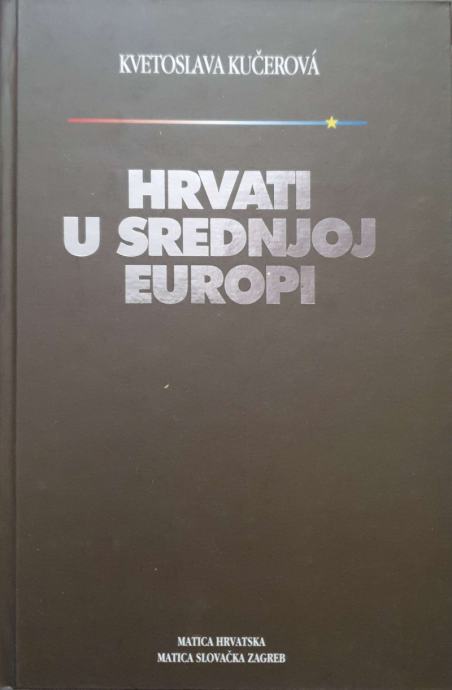 KVETOSLAVA KUČEROVÁ
HRVATI
U SREDNJOJ
EUROPI
MATICA HRVATSKA
MATICA SLOVAČKA ZAGREB